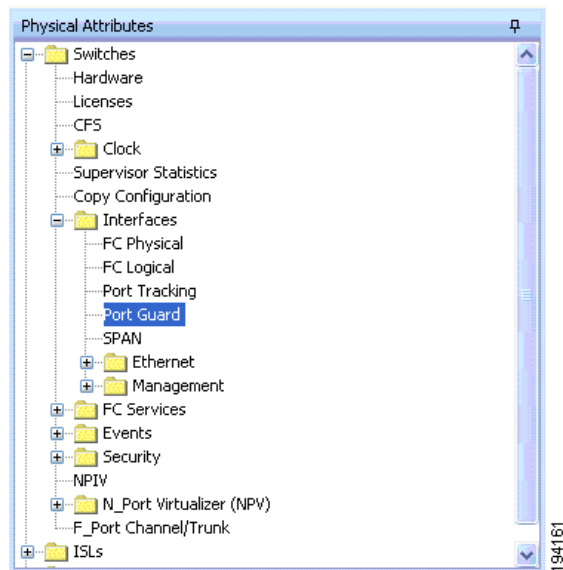 Physical Attributes
Switches
Hardware
Licenses
CFS
Clock
Supervisor Statistics
Copy Configuration
Interfaces
FC Physical
FC Logical
Port Tracking
Port Guard
SPAN
Ethernet
Management
FC Services
Events
Security
NPIV
N_Port Virtualizer (NPV)
F_Port Channel/Trunk
ISLs
194161